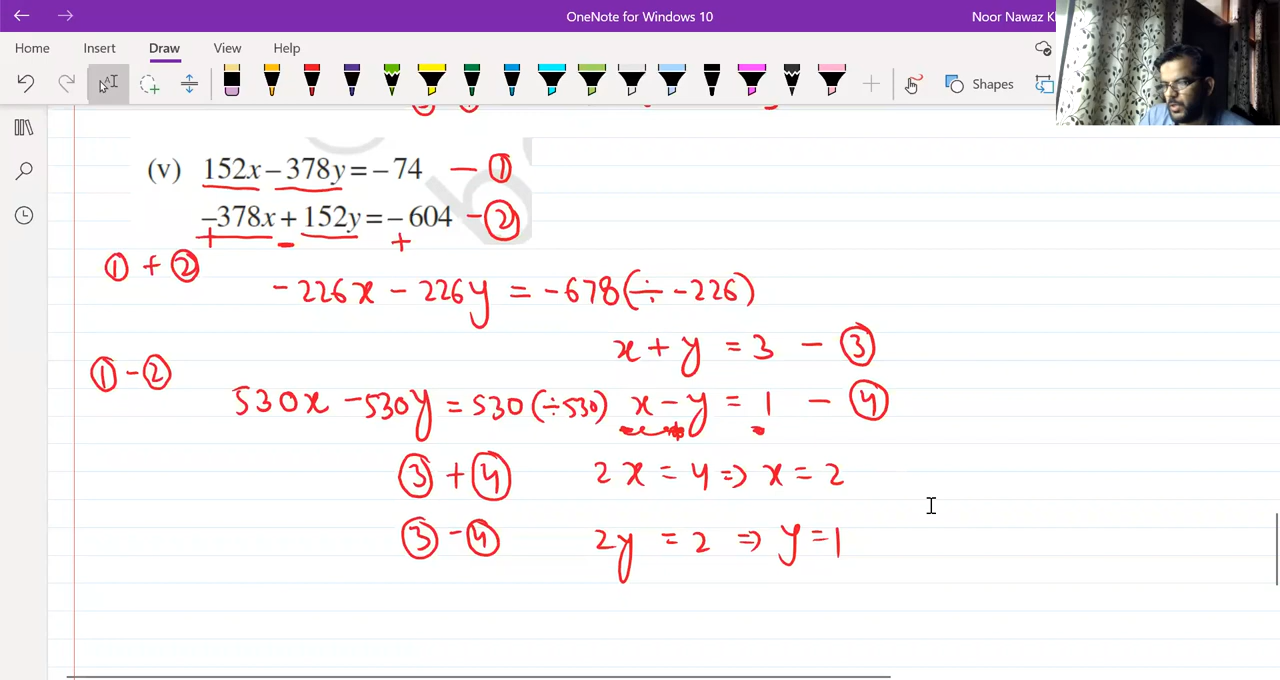 OneNote for Windows 10
Noor Nawaz
Home Insert Draw View Help
Shapes
(v) 152x – 378y = – 74 — ①
–378x + 152y = – 604 – ②
+ – +
① + ②
-226x - 226y = -678 (÷ -226)
x + y = 3 – ③
① - ②
530x - 530y = 530 (÷530) x - y = 1 – ④
③ + ④ 2x = 4 ⇒ x = 2
③ - ④ 2y = 2 ⇒ y = 1